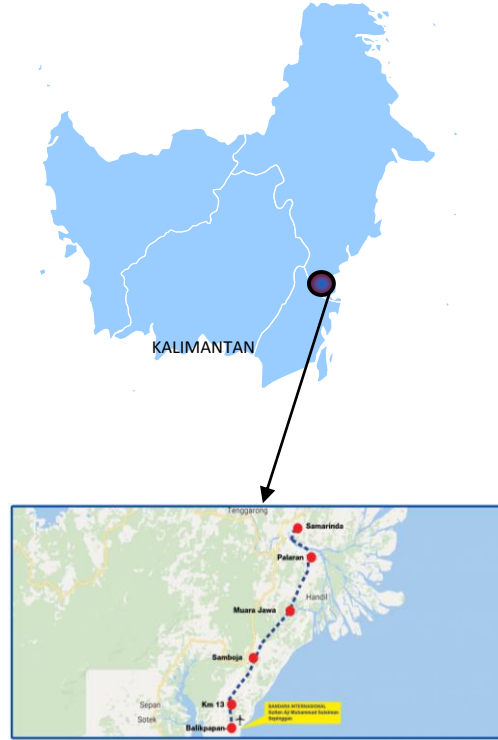 KALIMANTAN
Tenggarong
Samarinda
Palaran
Handil
Muara Jawa
Samboja
Sepan
Km 13
BANDARA INTERNASIONAL
Sultan Aji Muhammad Sulaiman
Sepinggan
Sotek
Balikpapan